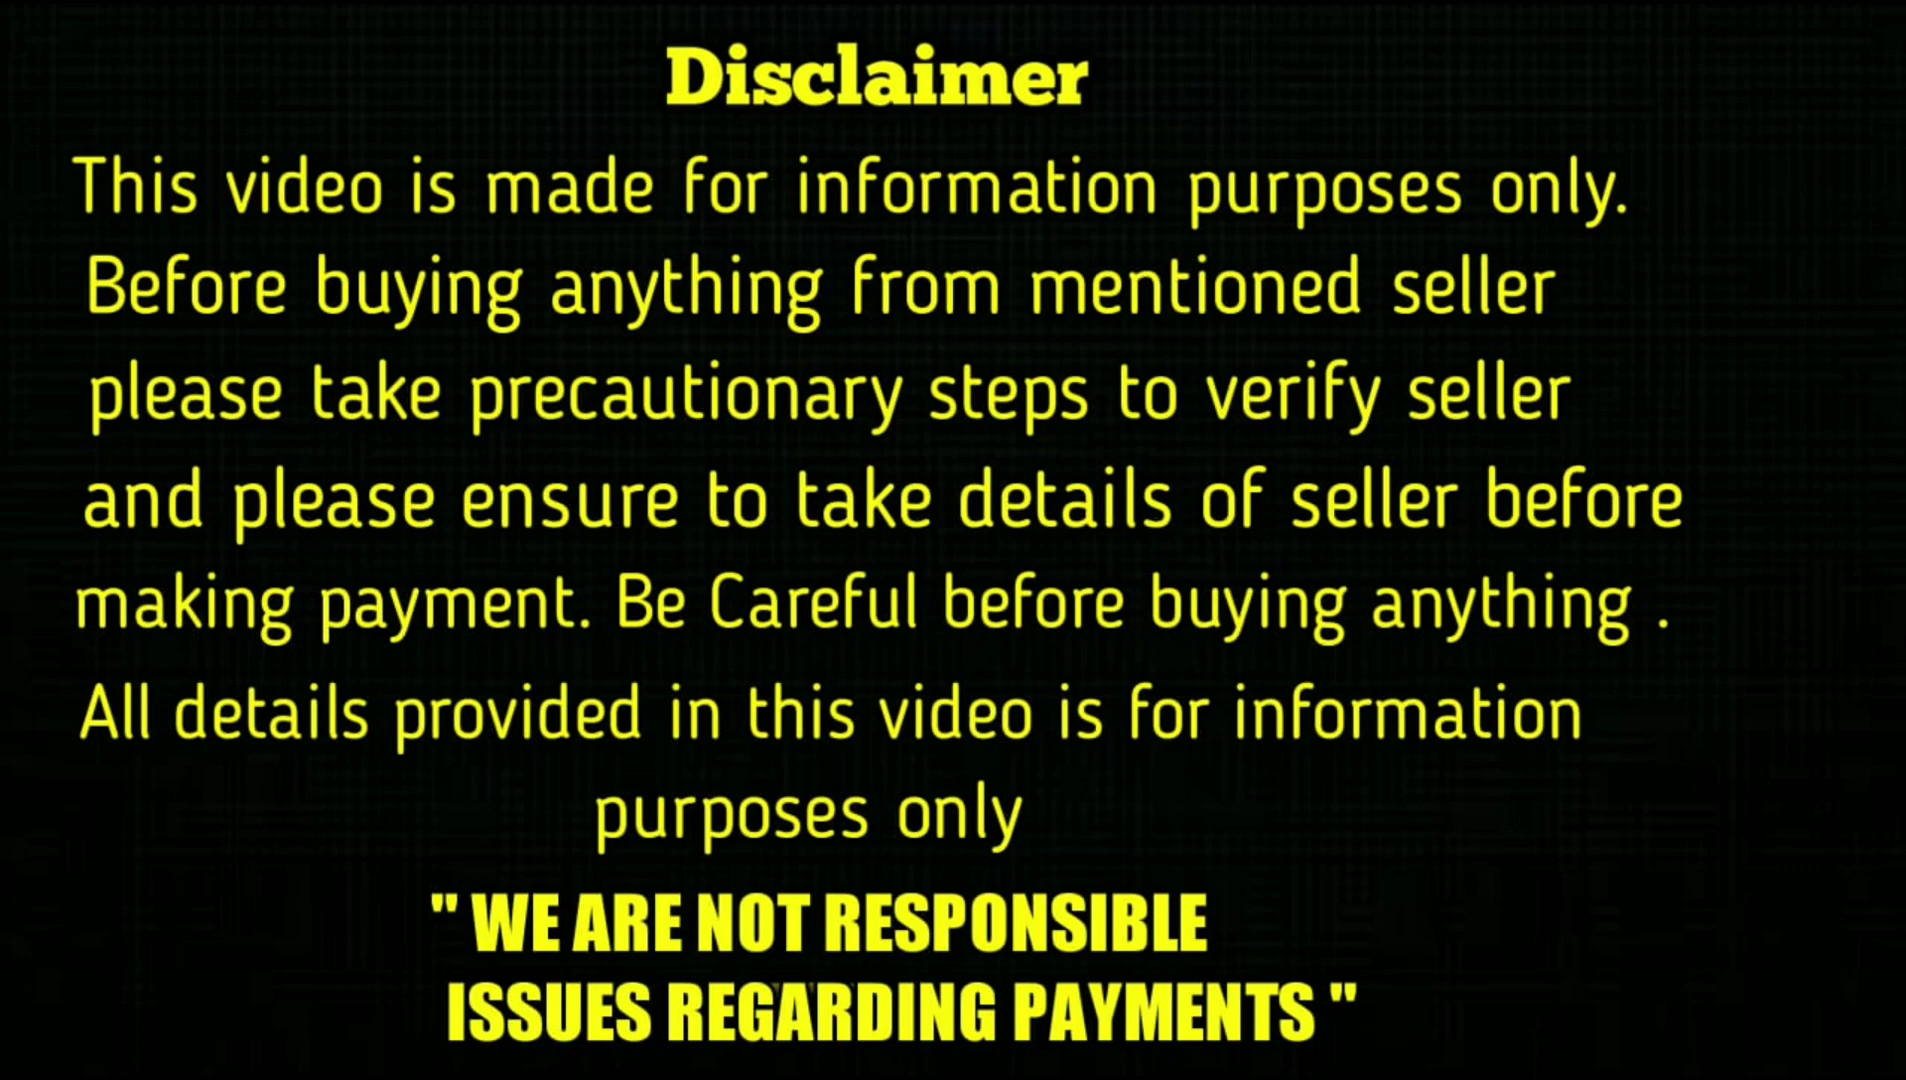 Disclaimer
This video is made for information purposes only.
Before buying anything from mentioned seller
please take precautionary steps to verify seller
and please ensure to take details of seller before
making payment. Be Careful before buying anything .
All details provided in this video is for information
purposes only
" WE ARE NOT RESPONSIBLE
ISSUES REGARDING PAYMENTS "